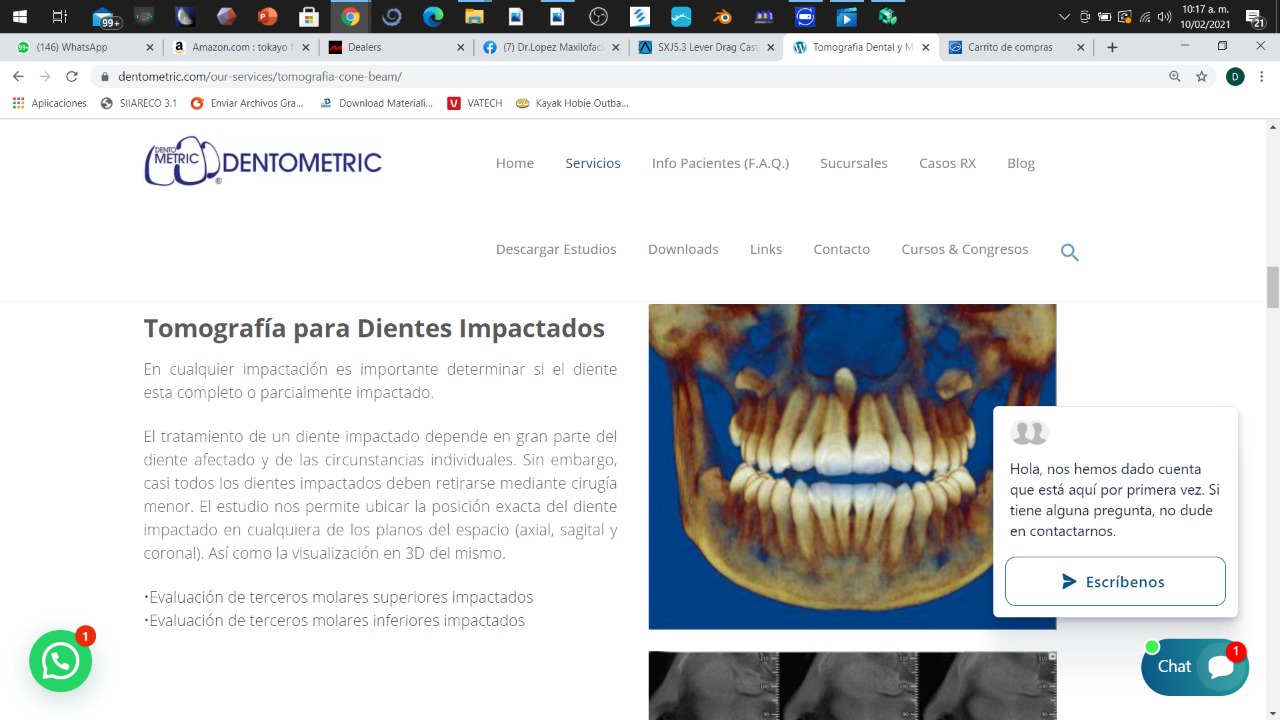 99+
10:17 a. m.
10/02/2021
21
99+
(146) WhatsApp
Amazon.com : tokayo f
Dealers
(7) Dr.Lopez Maxilofac
SXJ5.3 Lever Drag Cast
Tomografia Dental y M
Carrito de compras
dentometric.com/our-services/tomografia-cone-beam/
D
Aplicaciones
SIIARECO 3.1
Enviar Archivos Gra...
Download Materiali...
VATECH
Kayak Hobie Outba...
DENTO
METRIC
DENTOMETRIC
®
Home
Servicios
Info Pacientes (F.A.Q.)
Sucursales
Casos RX
Blog
Descargar Estudios
Downloads
Links
Contacto
Cursos & Congresos
Tomografía para Dientes Impactados
En cualquier impactación es importante determinar si el diente
esta completo o parcialmente impactado.
El tratamiento de un diente impactado depende en gran parte del
diente afectado y de las circunstancias individuales. Sin embargo,
casi todos los dientes impactados deben retirarse mediante cirugía
menor. El estudio nos permite ubicar la posición exacta del diente
impactado en cualquiera de los planos del espacio (axial, sagital y
coronal). Así como la visualización en 3D del mismo.
•Evaluación de terceros molares superiores impactados
•Evaluación de terceros molares inferiores impactados
Hola, nos hemos dado cuenta
que está aquí por primera vez. Si
tiene alguna pregunta, no dude
en contactarnos.
Escríbenos
1
Chat
1